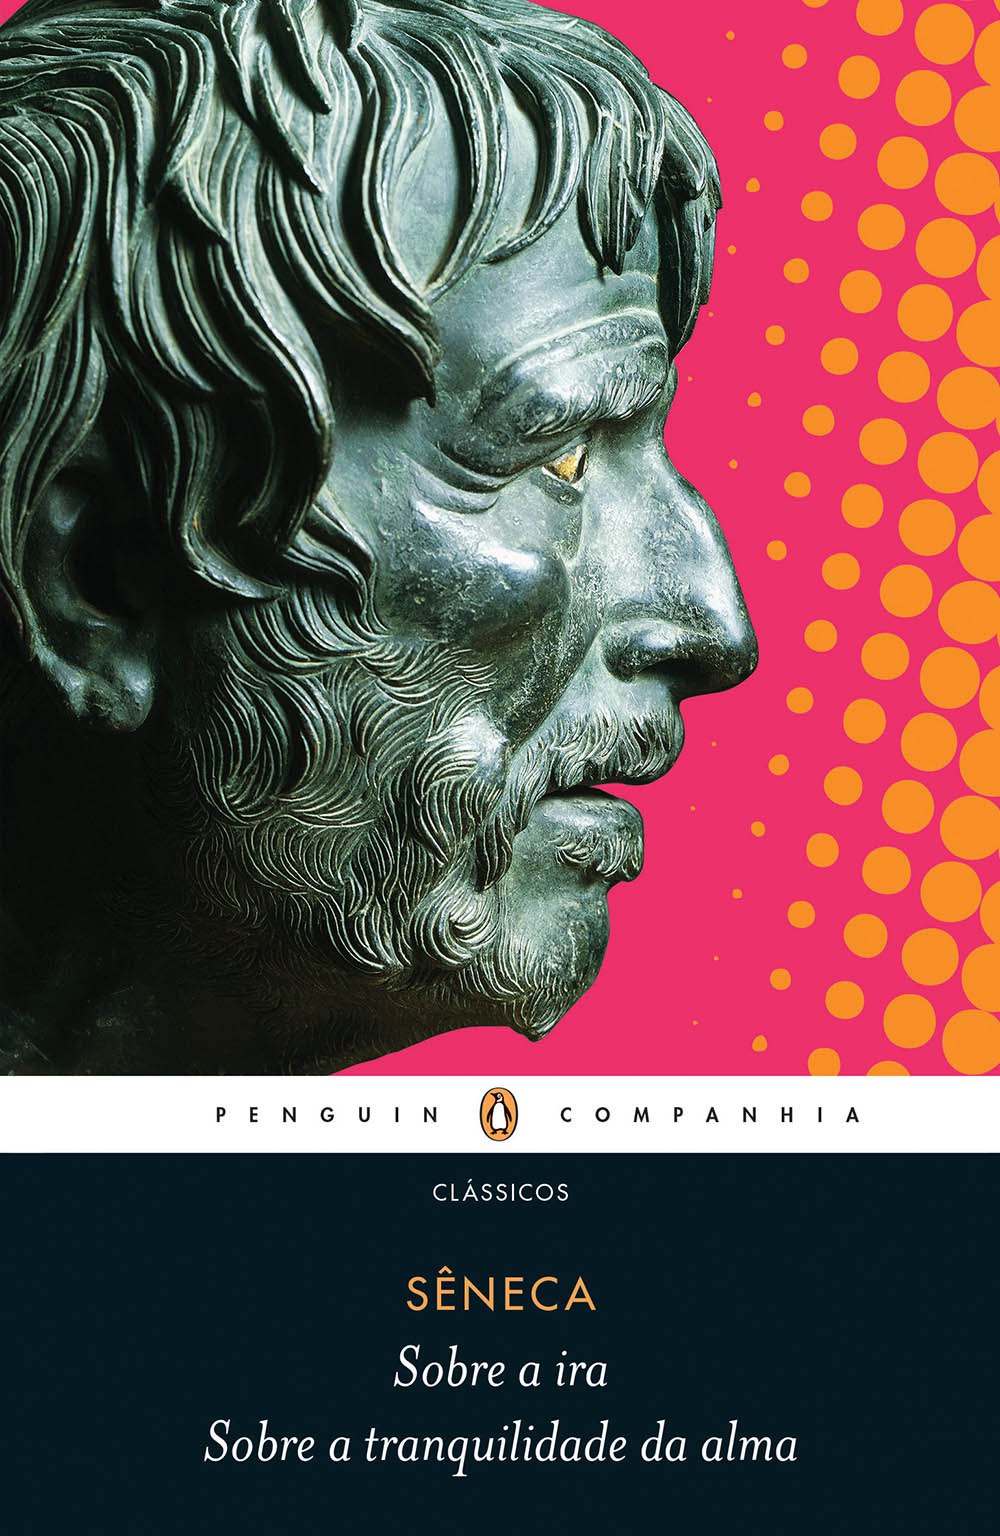 PENGUIN COMPANHIA
CLÁSSICOS
SÊNECA
Sobre a ira
Sobre a tranquilidade da alma